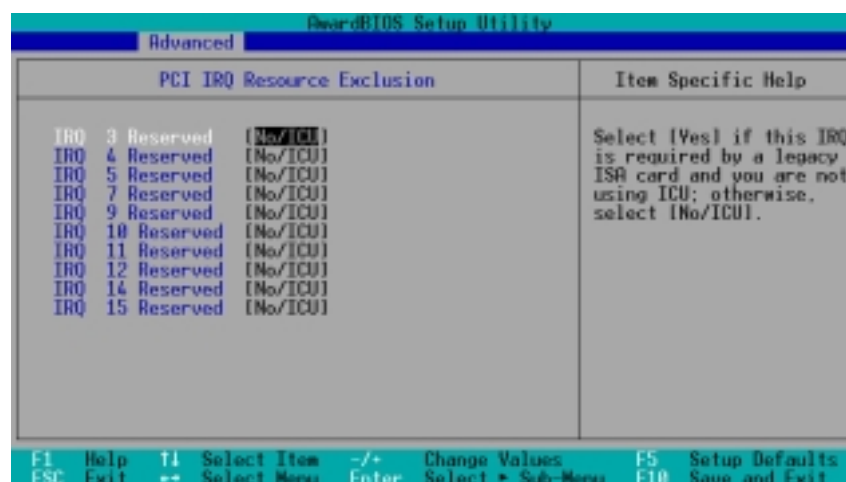 AwardBIOS Setup Utility
Advanced
PCI IRQ Resource Exclusion
Item Specific Help
IRQ 3 Reserved [No/ICU]
IRQ 4 Reserved [No/ICU]
IRQ 5 Reserved [No/ICU]
IRQ 7 Reserved [No/ICU]
IRQ 9 Reserved [No/ICU]
IRQ 10 Reserved [No/ICU]
IRQ 11 Reserved [No/ICU]
IRQ 12 Reserved [No/ICU]
IRQ 14 Reserved [No/ICU]
IRQ 15 Reserved [No/ICU]
Select [Yes] if this IRQ
is required by a legacy
ISA card and you are not
using ICU; otherwise,
select [No/ICU].
F1 Help ↑↓ Select Item -/+ Change Values F5 Setup Defaults
ESC Exit ←→ Select Menu Enter Select ► Sub-Menu F10 Save and Exit